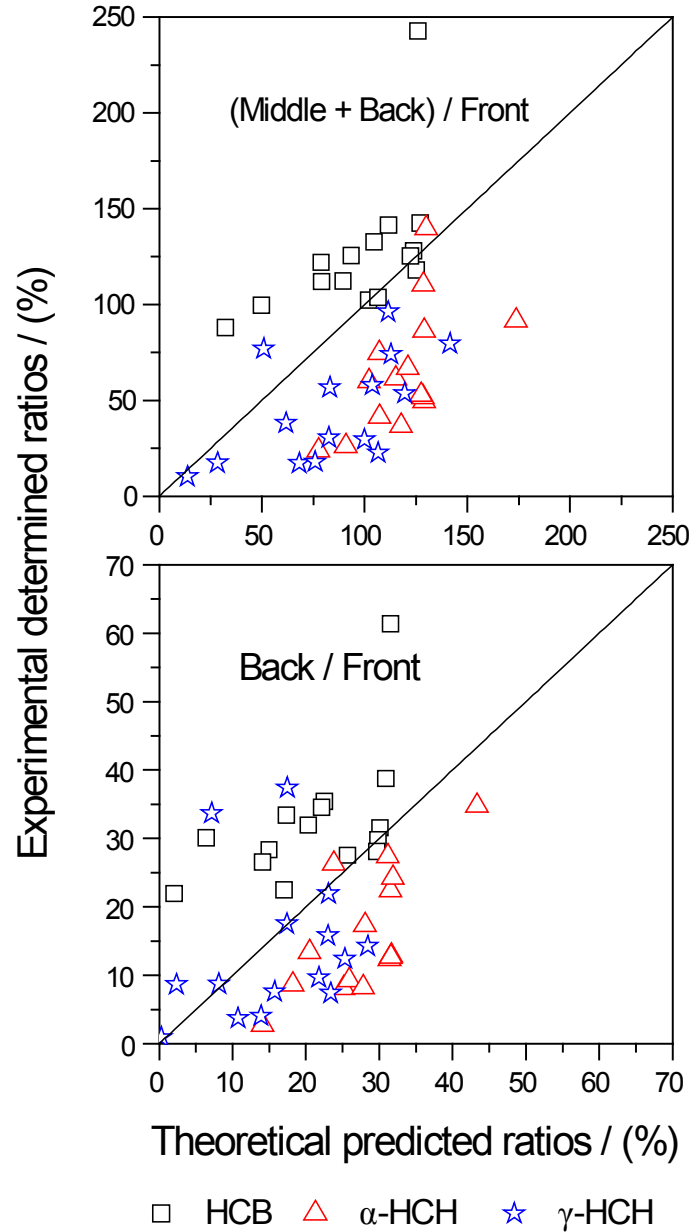 Experimental determined ratios / (%)
250
200
150
100
50
0
(Middle + Back) / Front
0 50 100 150 200 250
70
60
50
40
30
20
10
0
Back / Front
0 10 20 30 40 50 60 70
Theoretical predicted ratios / (%)
HCB α-HCH γ-HCH